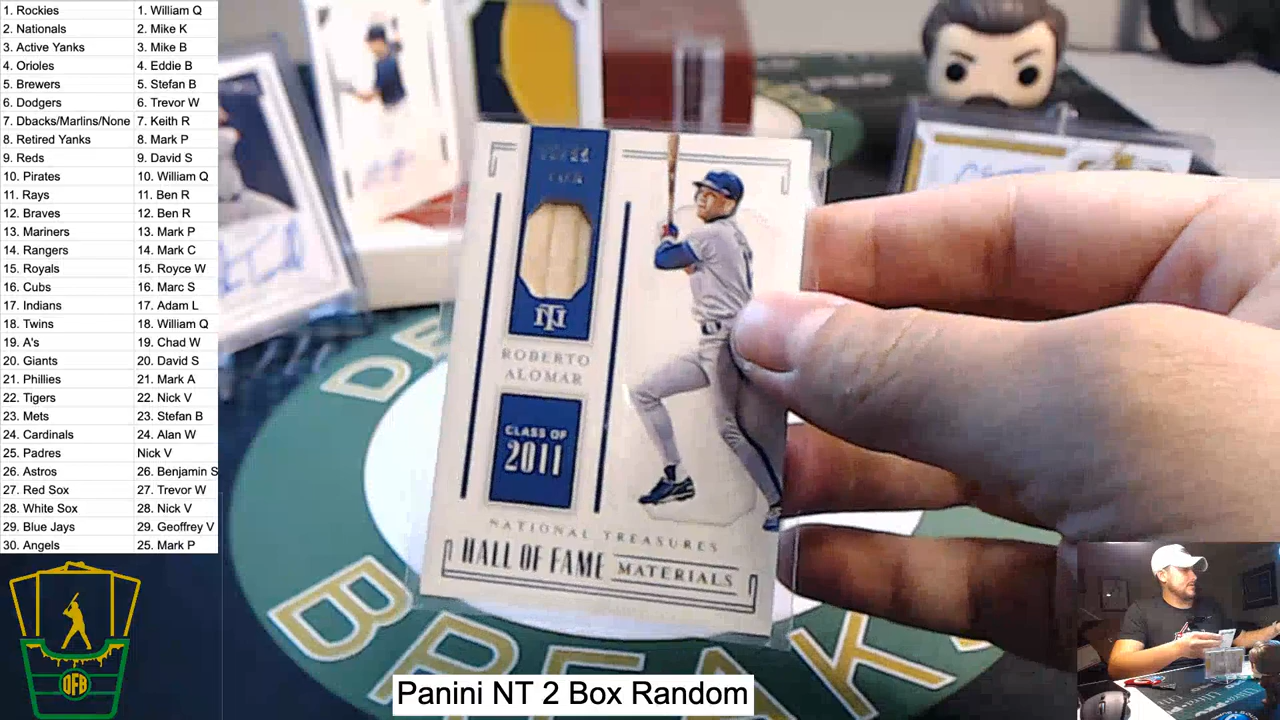 1. Rockies 1. William Q
2. Nationals 2. Mike K
3. Active Yanks 3. Mike B
4. Orioles 4. Eddie B
5. Brewers 5. Stefan B
6. Dodgers 6. Trevor W
7. Dbacks/Marlins/None 7. Keith R
8. Retired Yanks 8. Mark P
9. Reds 9. David S
10. Pirates 10. William Q
11. Rays 11. Ben R
12. Braves 12. Ben R
13. Mariners 13. Mark P
14. Rangers 14. Mark C
15. Royals 15. Royce W
16. Cubs 16. Marc S
17. Indians 17. Adam L
18. Twins 18. William Q
19. A's 19. Chad W
20. Giants 20. David S
21. Phillies 21. Mark A
22. Tigers 22. Nick V
23. Mets 23. Stefan B
24. Cardinals 24. Alan W
25. Padres Nick V
26. Astros 26. Benjamin S
27. Red Sox 27. Trevor W
28. White Sox 28. Nick V
29. Blue Jays 29. Geoffrey V
30. Angels 25. Mark P
NT
ROBERTO
ALOMAR
CLASS OF
2011
NATIONAL TREASURES
HALL OF FAME MATERIALS
BREAK
DFB
Panini NT 2 Box Random